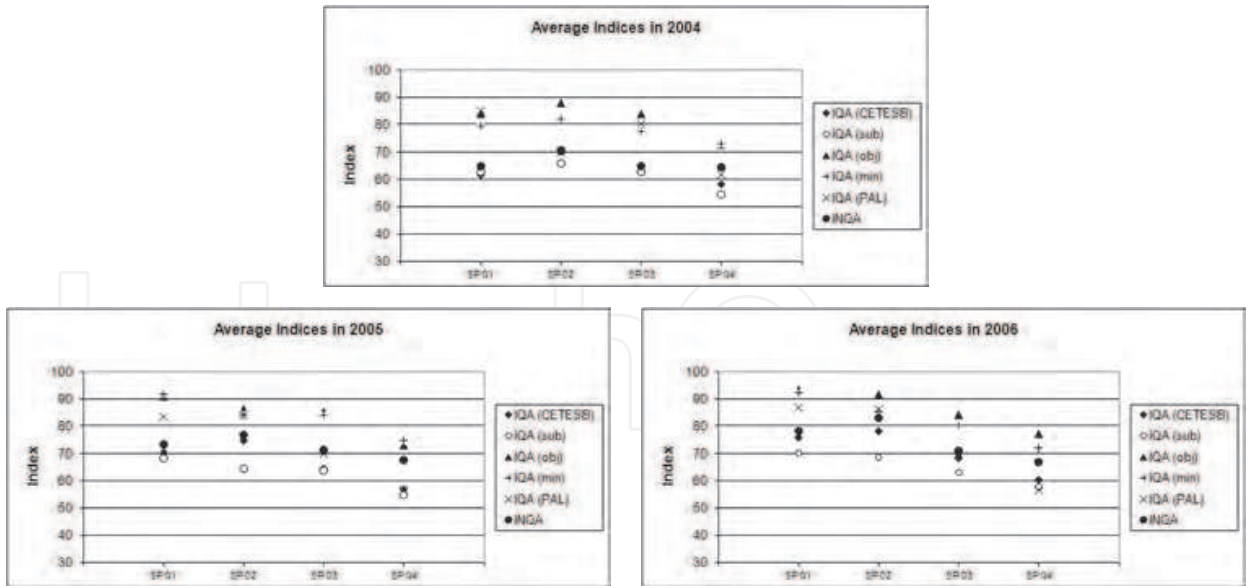 Average Indices in 2004
Index
100
90
80
70
60
50
40
30
SP01
SP02
SP03
SP04
IQA (CETESB)
IQA (sub)
IQA (obj)
IQA (min)
IQA (PAL)
INQA
Average Indices in 2005
Index
100
90
80
70
60
50
40
30
SP01
SP02
SP03
SP04
IQA (CETESB)
IQA (sub)
IQA (obj)
IQA (min)
IQA (PAL)
INQA
Average Indices in 2006
Index
100
90
80
70
60
50
40
30
SP01
SP02
SP03
SP04
IQA (CETESB)
IQA (sub)
IQA (obj)
IQA (min)
IQA (PAL)
INQA